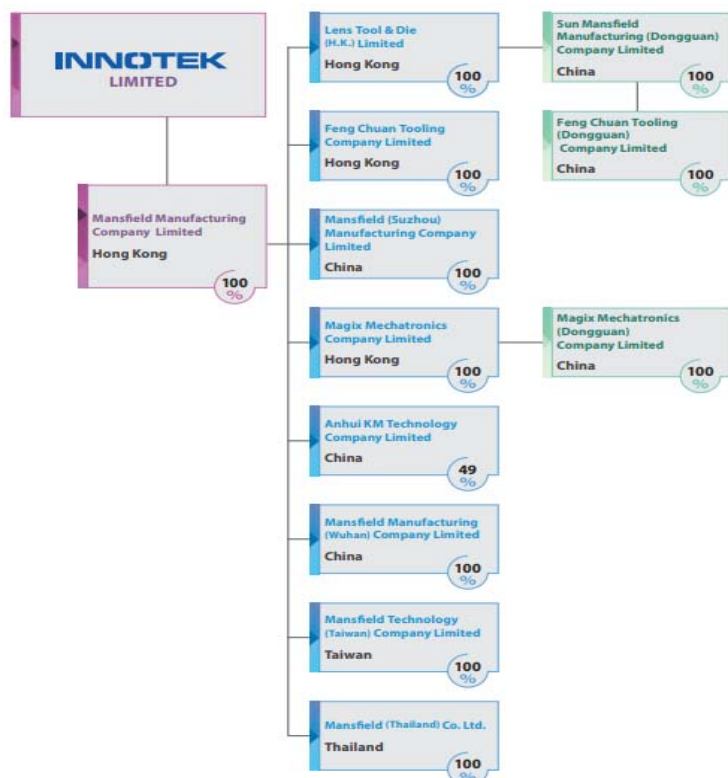 INNOTEK
LIMITED
Mansfield Manufacturing
Company Limited
Hong Kong
100
%
Lens Tool & Die
(H.K.) Limited
Hong Kong
100
%
Sun Mansfield
Manufacturing (Dongguan)
Company Limited
China
100
%
Feng Chuan Tooling
Company Limited
Hong Kong
100
%
Feng Chuan Tooling
(Dongguan)
Company Limited
China
100
%
Mansfield (Suzhou)
Manufacturing Company
Limited
China
100
%
Magix Mechatronics
Company Limited
Hong Kong
100
%
Magix Mechatronics
(Dongguan)
Company Limited
China
100
%
Anhui KM Technology
Company Limited
China
49
%
Mansfield Manufacturing
(Wuhan) Company Limited
China
100
%
Mansfield Technology
(Taiwan) Company Limited
Taiwan
100
%
Mansfield (Thailand) Co. Ltd.
Thailand
100
%